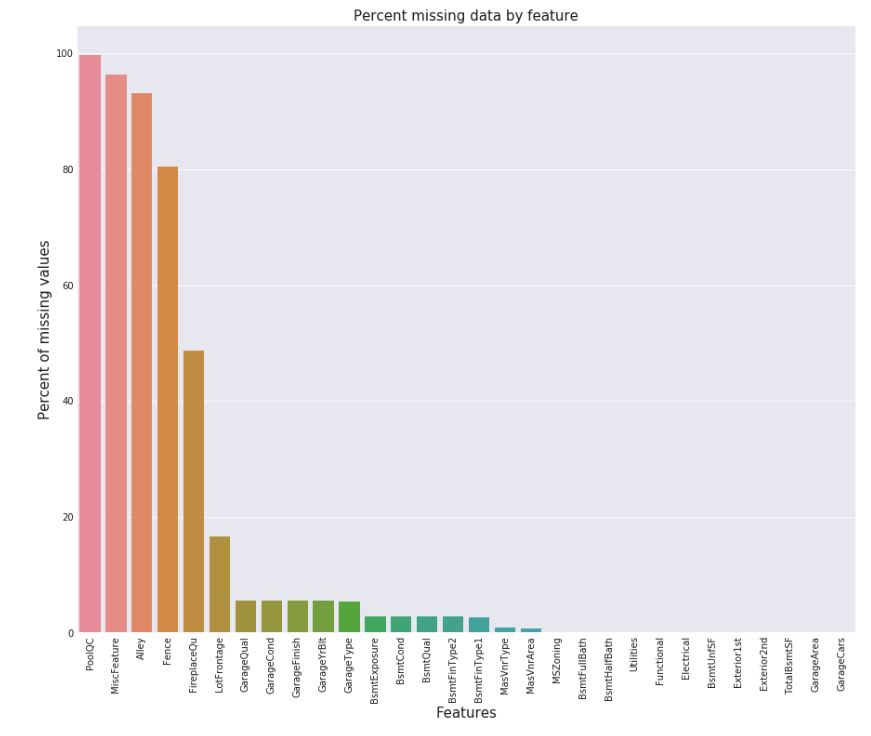 Percent missing data by feature
100
80
60
40
20
0
Percent of missing values
PoolQC
MiscFeature
Alley
Fence
FireplaceQu
LotFrontage
GarageQual
GarageCond
GarageFinish
GarageYrBlt
GarageType
BsmtExposure
BsmtCond
BsmtQual
BsmtFinType2
BsmtFinType1
MasVnrType
MasVnrArea
MSZoning
BsmtFullBath
BsmtHalfBath
Utilities
Functional
Electrical
BsmtUnfSF
Exterior1st
Exterior2nd
TotalBsmtSF
GarageArea
GarageCars
Features